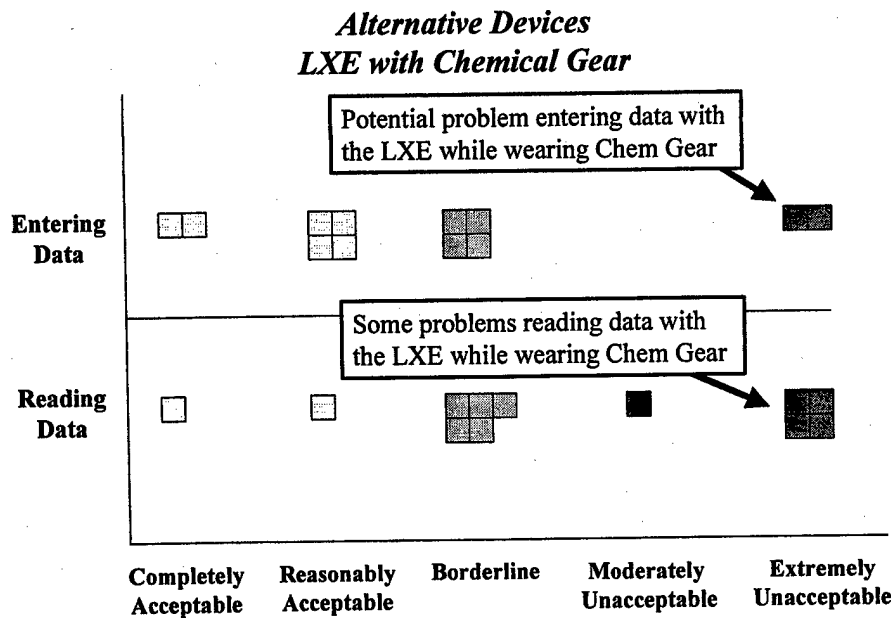 Alternative Devices
LXE with Chemical Gear
Potential problem entering data with
the LXE while wearing Chem Gear
Entering
Data
Some problems reading data with
the LXE while wearing Chem Gear
Reading
Data
Completely
Acceptable
Reasonably
Acceptable
Borderline
Moderately
Unacceptable
Extremely
Unacceptable